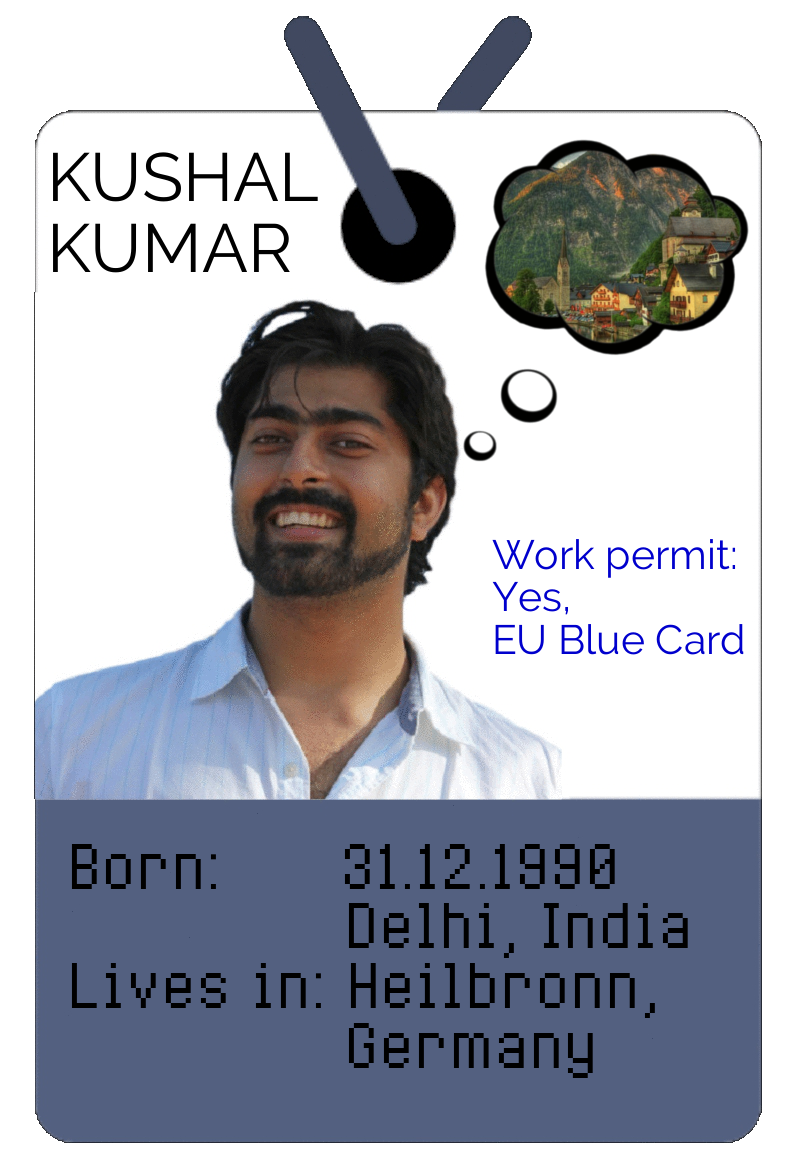 KUSHAL
KUMAR
Work permit:
Yes,
EU Blue Card
Born: 31.12.1990
Delhi, India
Lives in: Heilbronn,
Germany